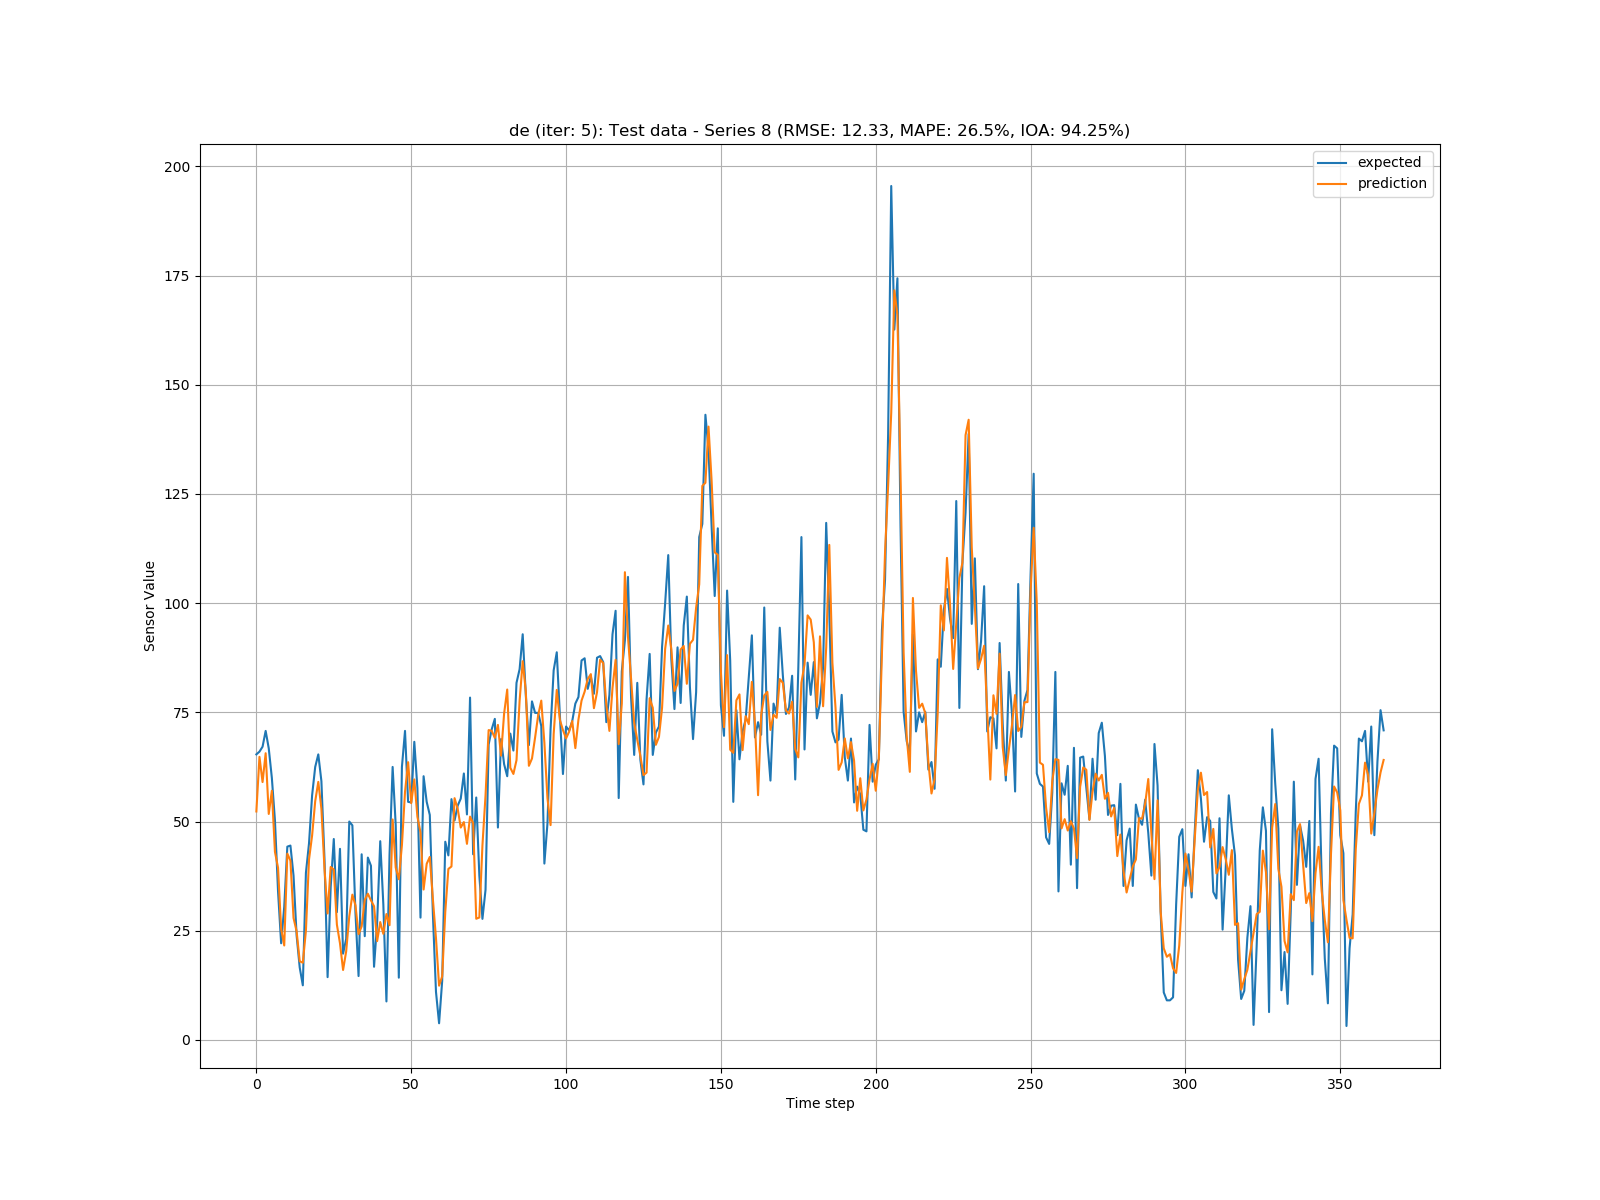 de (iter: 5): Test data - Series 8 (RMSE: 12.33, MAPE: 26.5%, IOA: 94.25%)
expected
prediction
200
175
150
125
100
75
50
25
0
Sensor Value
0 50 100 150 200 250 300 350
Time step